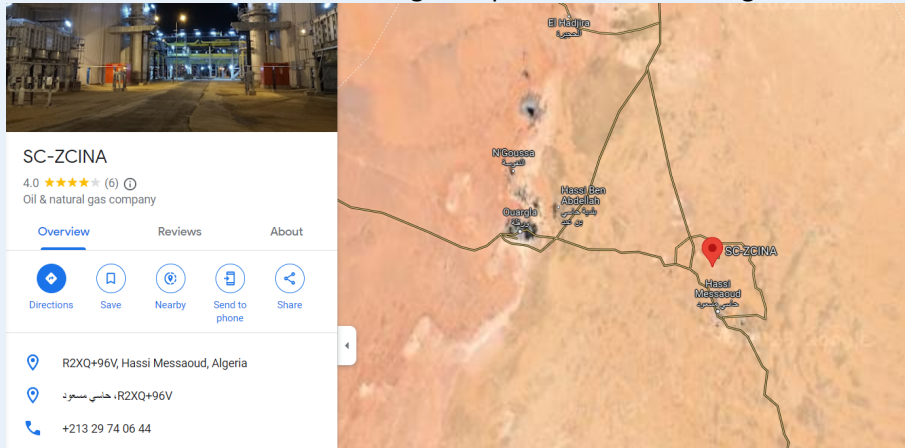 SC-ZCINA
4.0 ★★★★★ (6)
Oil & natural gas company
Overview Reviews About
Directions Save Nearby Send to phone Share
R2XQ+96V, Hassi Messaoud, Algeria
R2XQ+96V، حاسي مسعود
+213 29 74 06 44
El Hadjira
الحجيرة
N'Goussa
Hassi Ben
Abdellah
بلدية حاسي
Ouargla
ورقلة
SC-ZCINA
Hassi
Messaoud
حاسي مسعود